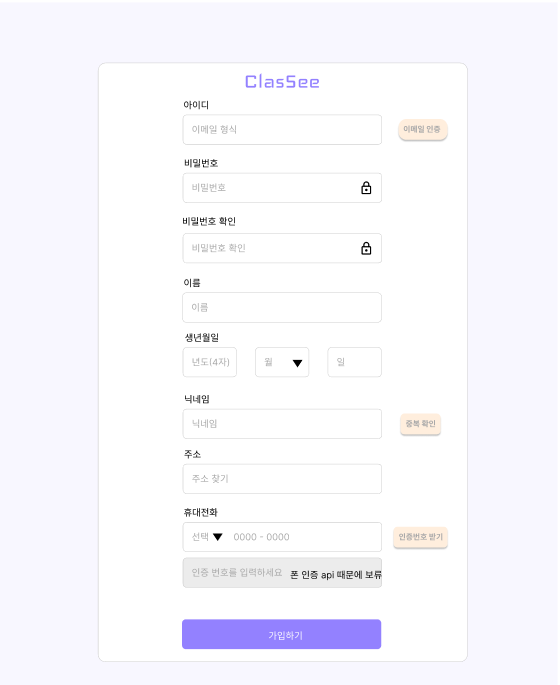 ClasSee
아이디
이메일 형식
이메일 인증
비밀번호
비밀번호
비밀번호 확인
비밀번호 확인
이름
이름
생년월일
년도(4자) 월 일
닉네임
닉네임
중복 확인
주소
주소 찾기
휴대전화
선택 0000 - 0000
인증번호 받기
인증 번호를 입력하세요 폰 인증 api 때문에 보류
가입하기